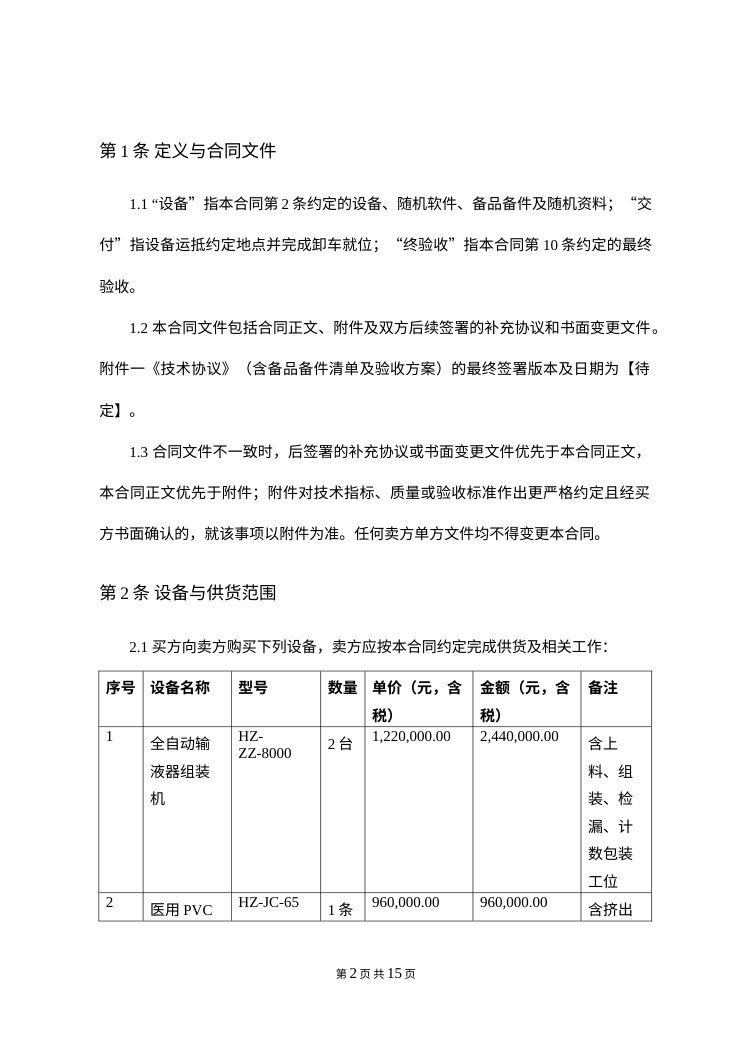 第 1 条 定义与合同文件
1.1 “设备”指本合同第 2 条约定的设备、随机软件、备品备件及随机资料；“交
付”指设备运抵约定地点并完成卸车就位；“终验收”指本合同第 10 条约定的最终
验收。
1.2 本合同文件包括合同正文、附件及双方后续签署的补充协议和书面变更文件。
附件一《技术协议》（含备品备件清单及验收方案）的最终签署版本及日期为【待
定】。
1.3 合同文件不一致时，后签署的补充协议或书面变更文件优先于本合同正文，
本合同正文优先于附件；附件对技术指标、质量或验收标准作出更严格约定且经买
方书面确认的，就该事项以附件为准。任何卖方单方文件均不得变更本合同。
第 2 条 设备与供货范围
2.1 买方向卖方购买下列设备，卖方应按本合同约定完成供货及相关工作：
序号 设备名称 型号 数量 单价（元，含 金额（元，含 备注
税） 税）
1 全自动输 HZ- 2 台 1,220,000.00 2,440,000.00 含上
液器组装 ZZ-8000 料、组
机 装、检
漏、计
数包装
工位
2 医用 PVC HZ-JC-65 1 条 960,000.00 960,000.00 含挤出
第 2 页 共 15 页